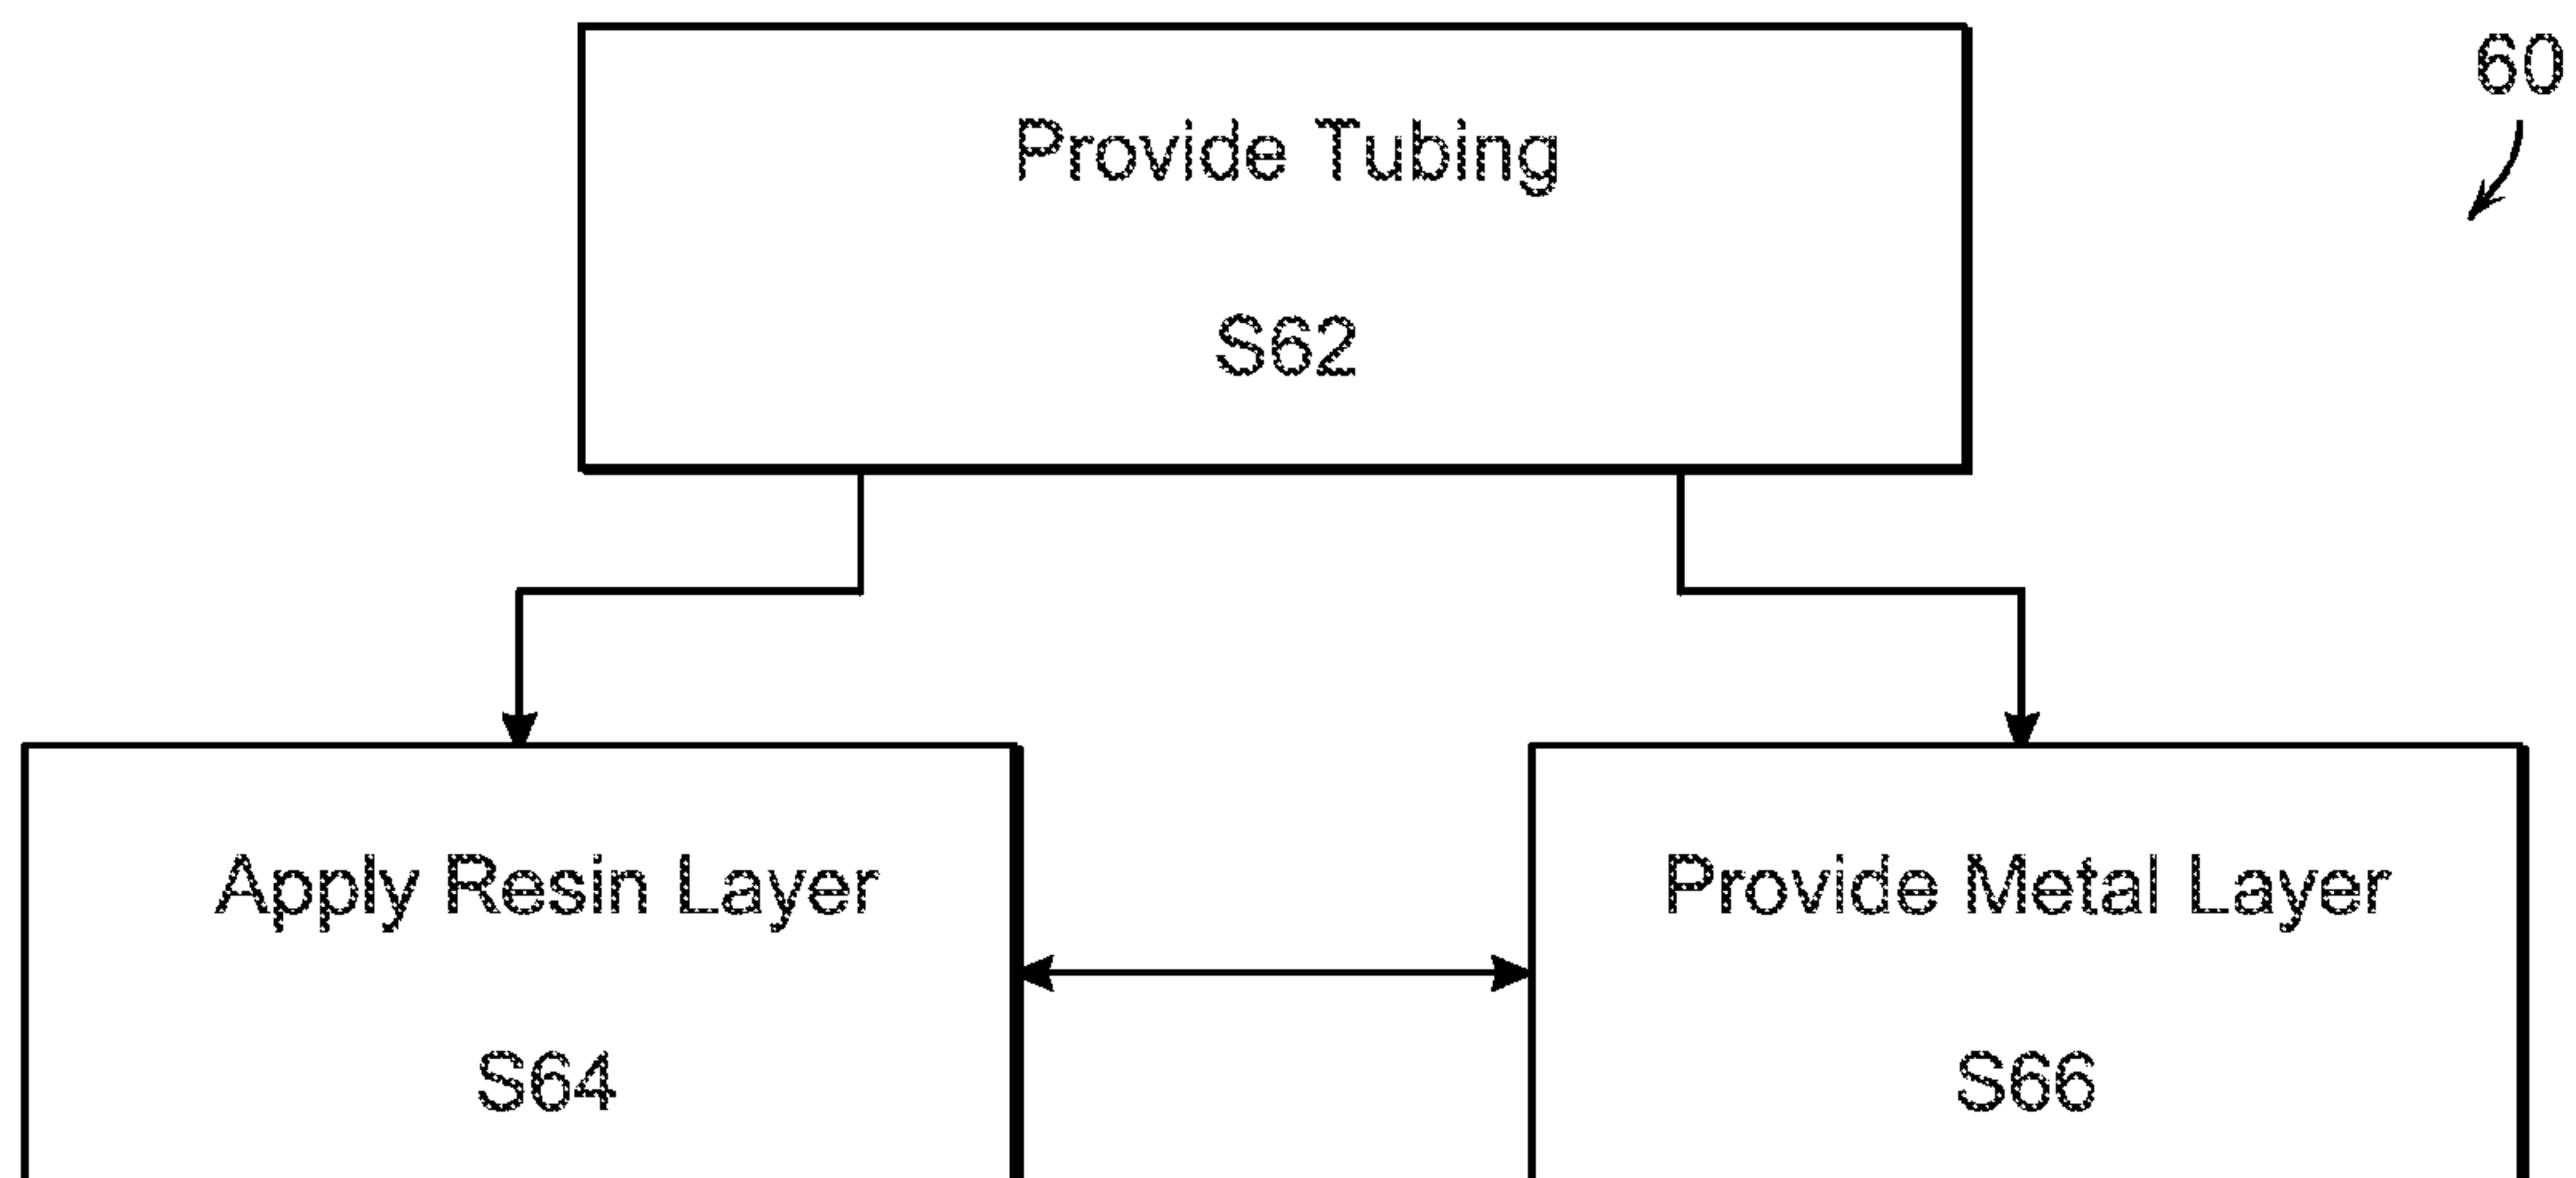 60
Provide Tubing
S62
Apply Resin Layer
S64
Provide Metal Layer
S66